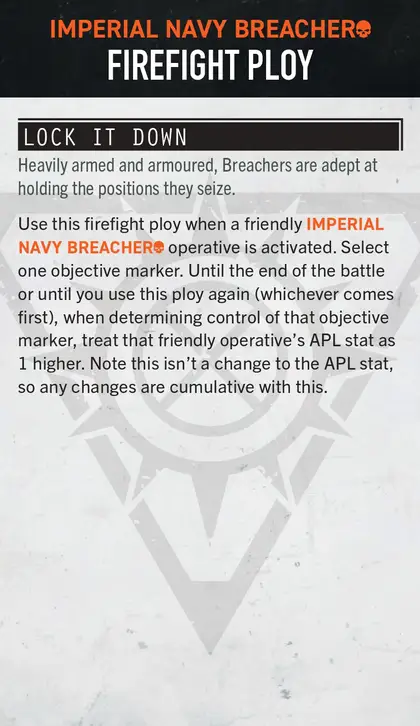 IMPERIAL NAVY BREACHER
FIREFIGHT PLOY
LOCK IT DOWN
Heavily armed and armoured, Breachers are adept at
holding the positions they seize.
Use this firefight ploy when a friendly IMPERIAL
NAVY BREACHER operative is activated. Select
one objective marker. Until the end of the battle
or until you use this ploy again (whichever comes
first), when determining control of that objective
marker, treat that friendly operative’s APL stat as
1 higher. Note this isn’t a change to the APL stat,
so any changes are cumulative with this.